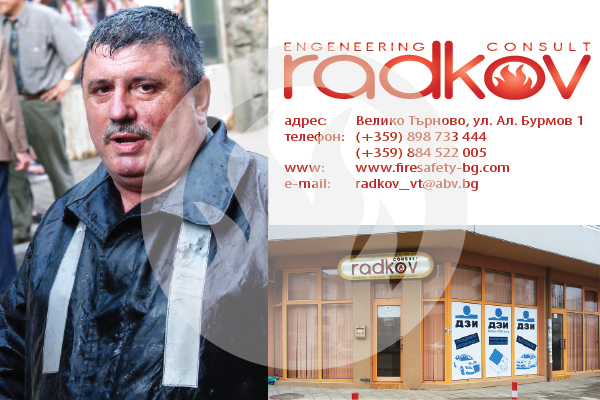 ENGENEERING CONSULT
radkov
адрес: Велико Търново, ул. Ал. Бурмов 1
телефон: (+359) 898 733 444
(+359) 884 522 005
www: www.firesafety-bg.com
e-mail: radkov_vt@abv.bg
CONSULT
radkov
ДЗИ
ДЗИ
ДЗИ